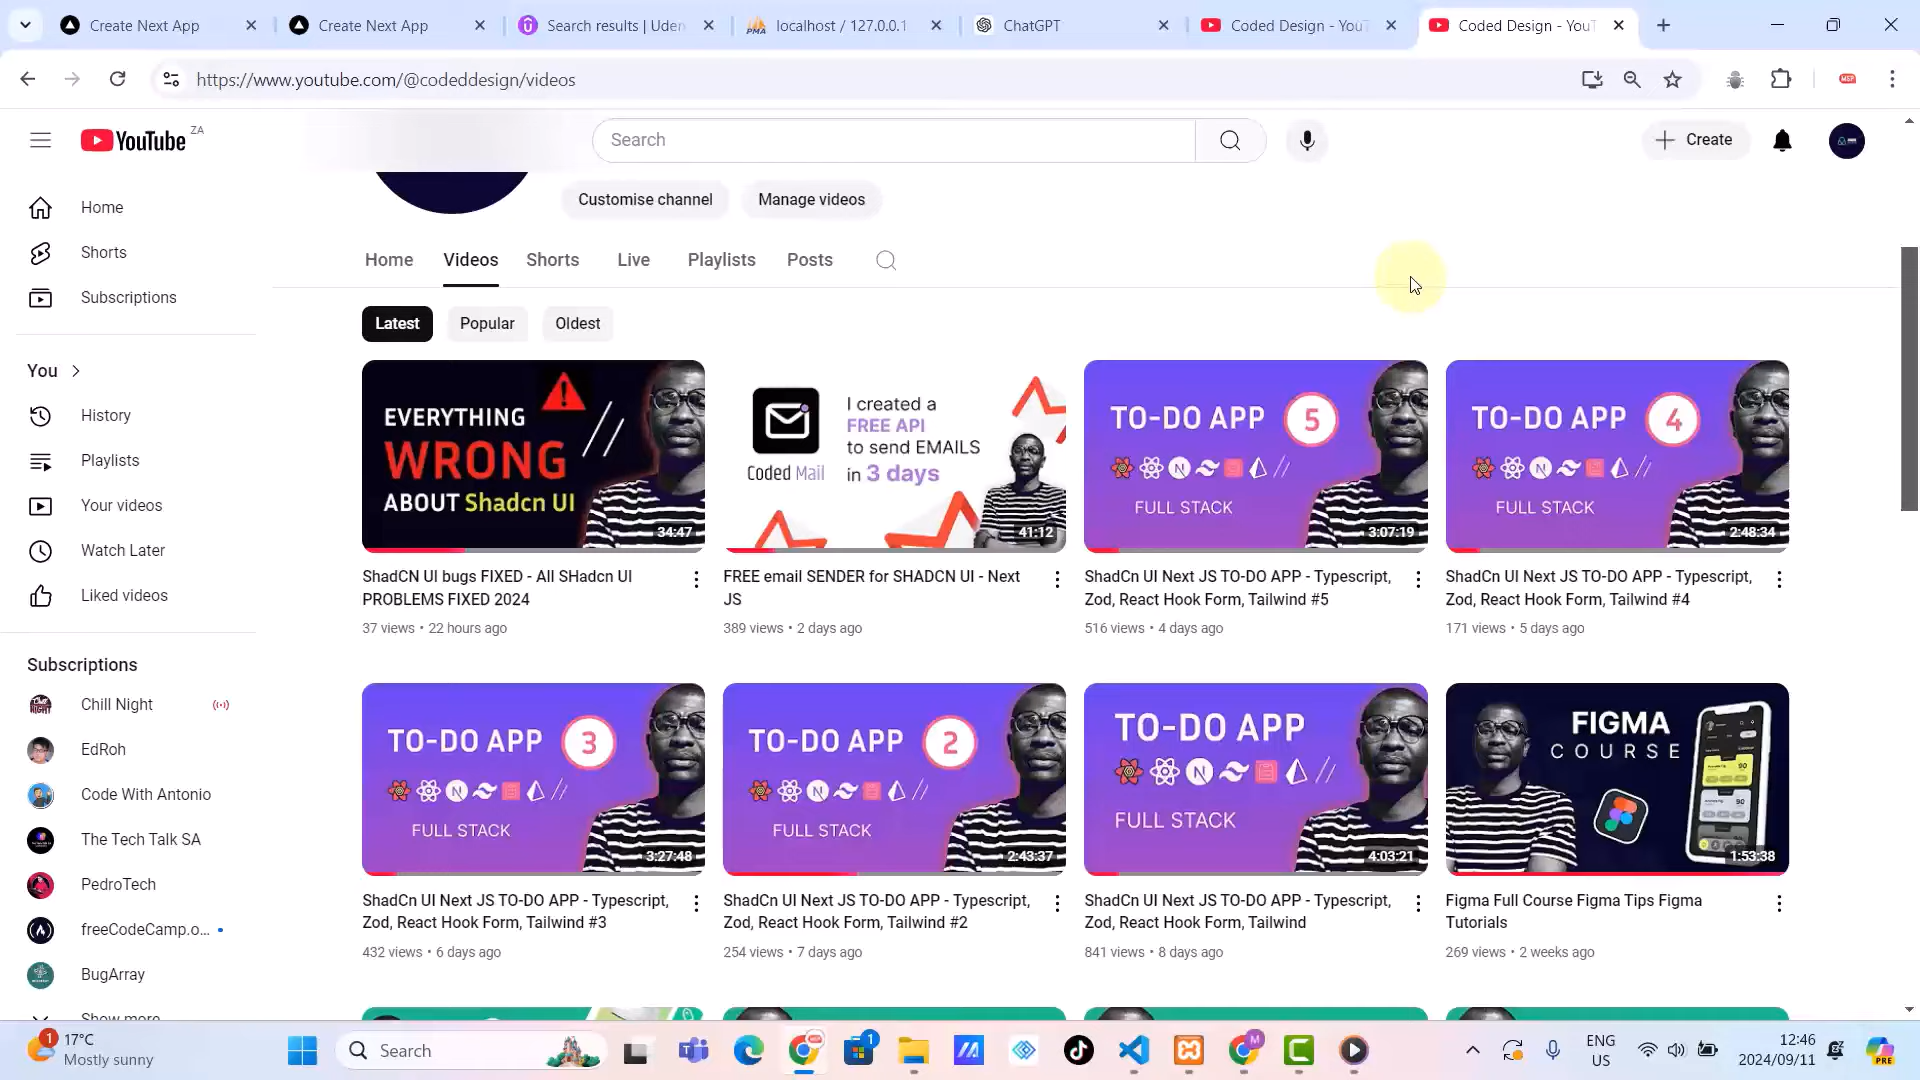 Create Next App
Create Next App
Search results | Uden
localhost / 127.0.0.1
ChatGPT
Coded Design - YouT
Coded Design - YouT
https://www.youtube.com/@codeddesign/videos
YouTube ZA
Search
Create
Home
Shorts
Subscriptions
You
History
Playlists
Your videos
Watch Later
Liked videos
Subscriptions
Chill Night
EdRoh
Code With Antonio
The Tech Talk SA
PedroTech
freeCodeCamp.o...
BugArray
Show more
Customise channel
Manage videos
Home
Videos
Shorts
Live
Playlists
Posts
Latest
Popular
Oldest
EVERYTHING
WRONG
ABOUT Shadcn UI
34:47
ShadCN UI bugs FIXED - All SHadcn UI
PROBLEMS FIXED 2024
37 views • 22 hours ago
Coded Mail
I created a
FREE API
to send EMAILS
in 3 days
41:12
FREE email SENDER for SHADCN UI - Next
JS
389 views • 2 days ago
TO-DO APP 5
FULL STACK
3:07:19
ShadCn UI Next JS TO-DO APP - Typescript,
Zod, React Hook Form, Tailwind #5
516 views • 4 days ago
TO-DO APP 4
FULL STACK
2:48:34
ShadCn UI Next JS TO-DO APP - Typescript,
Zod, React Hook Form, Tailwind #4
171 views • 5 days ago
TO-DO APP 3
FULL STACK
3:27:48
ShadCn UI Next JS TO-DO APP - Typescript,
Zod, React Hook Form, Tailwind #3
432 views • 6 days ago
TO-DO APP 2
FULL STACK
2:43:37
ShadCn UI Next JS TO-DO APP - Typescript,
Zod, React Hook Form, Tailwind #2
254 views • 7 days ago
TO-DO APP
FULL STACK
4:03:21
ShadCn UI Next JS TO-DO APP - Typescript,
Zod, React Hook Form, Tailwind
841 views • 8 days ago
FIGMA
COURSE
90
90
1:53:38
Figma Full Course Figma Tips Figma
Tutorials
269 views • 2 weeks ago
1
17°C
Mostly sunny
Search
1
M
ENG
US
12:46
2024/09/11
PRE